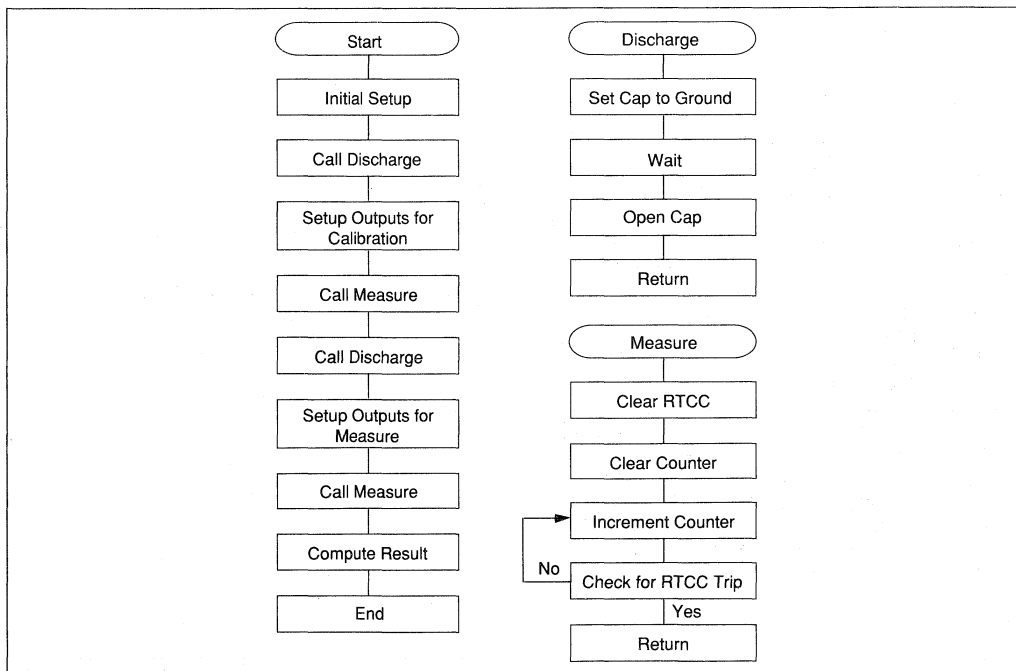 Start
Initial Setup
Call Discharge
Setup Outputs for
Calibration
Call Measure
Call Discharge
Setup Outputs for
Measure
Call Measure
Compute Result
End
Discharge
Set Cap to Ground
Wait
Open Cap
Return
Measure
Clear RTCC
Clear Counter
Increment Counter
No
Check for RTCC Trip
Yes
Return